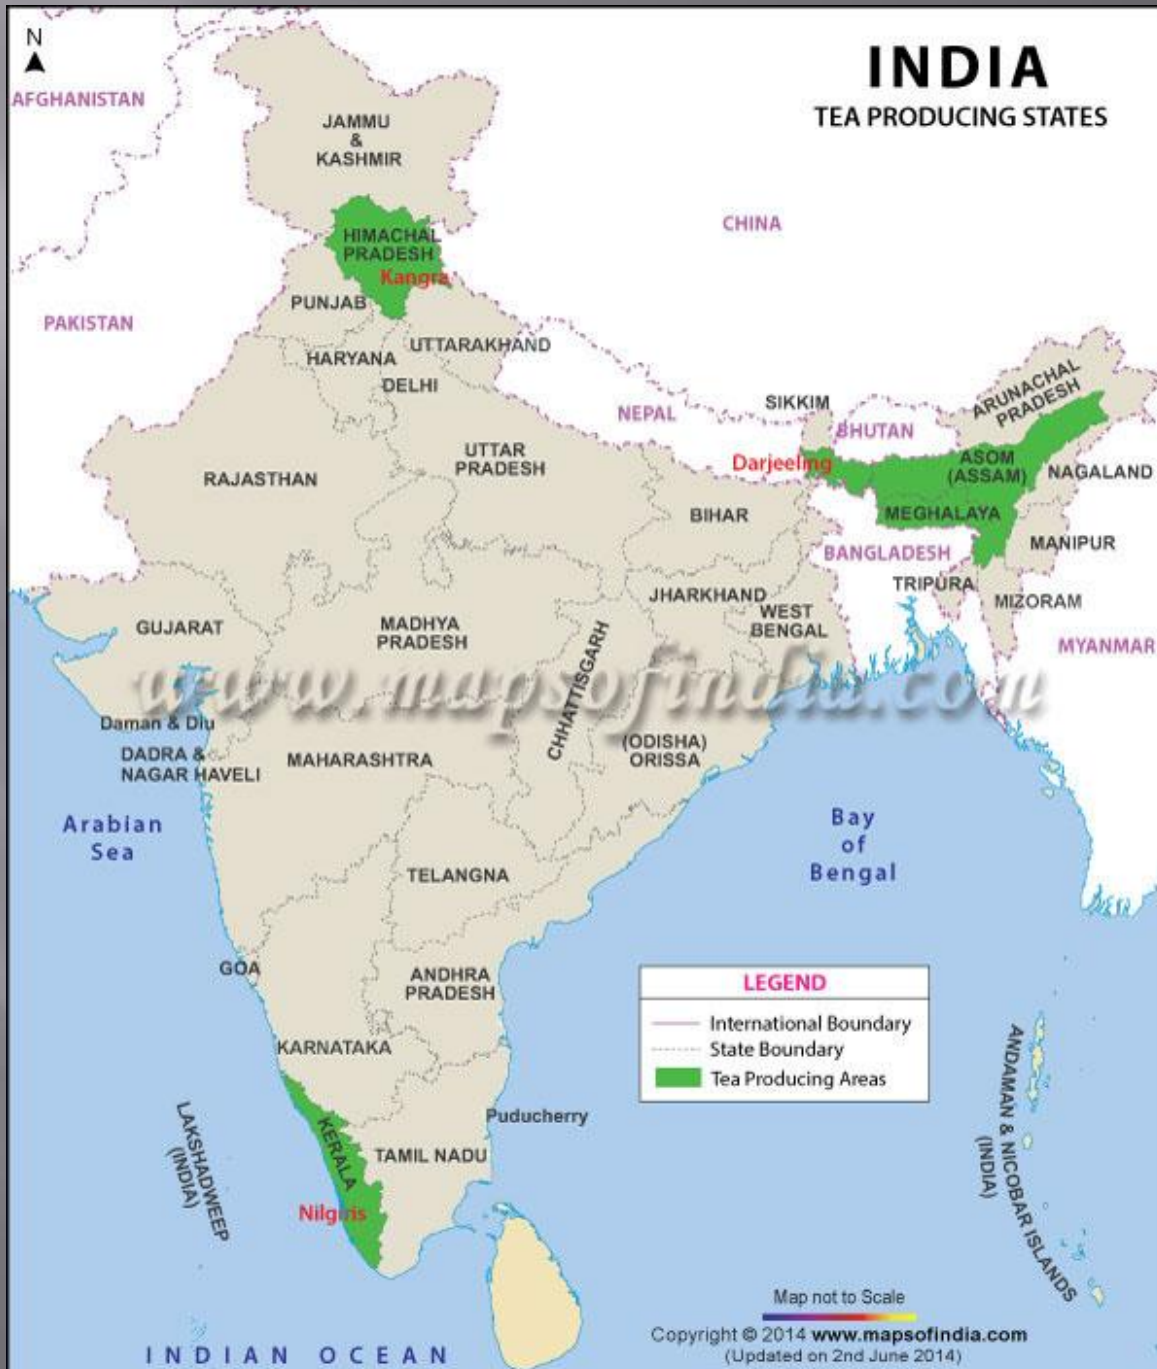 N
INDIA
TEA PRODUCING STATES
AFGHANISTAN
JAMMU
&
KASHMIR
CHINA
HIMACHAL
PRADESH
Kangra
PUNJAB
PAKISTAN
UTTARAKHAND
HARYANA
DELHI
NEPAL
SIKKIM
BHUTAN
ARUNACHAL
PRADESH
RAJASTHAN
UTTAR
PRADESH
Darjeeling
ASOM
(ASSAM)
NAGALAND
BIHAR
MEGHALAYA
MANIPUR
BANGLADESH
TRIPURA
MIZORAM
JHARKHAND
WEST
BENGAL
GUJARAT
MADHYA
PRADESH
MYANMAR
www.mapsofindia.com
CHHATTISGARH
Daman & Diu
DADRA &
NAGAR HAVELI
MAHARASHTRA
(ODISHA)
ORISSA
Arabian
Sea
Bay
of
Bengal
TELANGNA
GOA
ANDHRA
PRADESH
KARNATAKA
LEGEND
International Boundary
State Boundary
Tea Producing Areas
LAKSHADWEEP
(INDIA)
KERALA
TAMIL NADU
Puducherry
Nilgiris
ANDAMAN & NICOBAR ISLANDS
(INDIA)
Map not to Scale
Copyright © 2014 www.mapsofindia.com
(Updated on 2nd June 2014)
INDIAN OCEAN